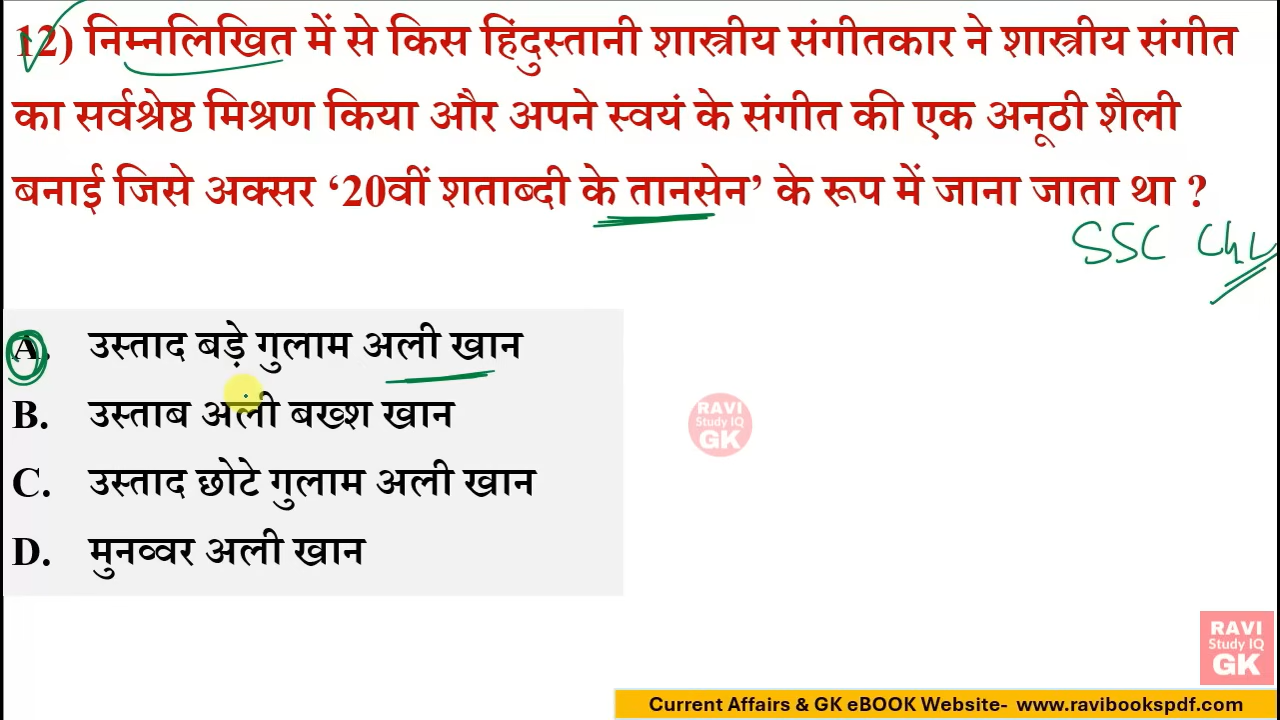 12) निम्नलिखित में से किस हिंदुस्तानी शास्त्रीय संगीतकार ने शास्त्रीय संगीत
का सर्वश्रेष्ठ मिश्रण किया और अपने स्वयं के संगीत की एक अनूठी शैली
बनाई जिसे अक्सर ‘20वीं शताब्दी के तानसेन’ के रूप में जाना जाता था ?
SSC ChL
A. उस्ताद बड़े गुलाम अली खान
B. उस्ताब अली बख्श खान
C. उस्ताद छोटे गुलाम अली खान
D. मुनव्वर अली खान
RAVI
Study IQ
GK
RAVI
Study IQ
GK
Current Affairs & GK eBOOK Website- www.ravibookspdf.com